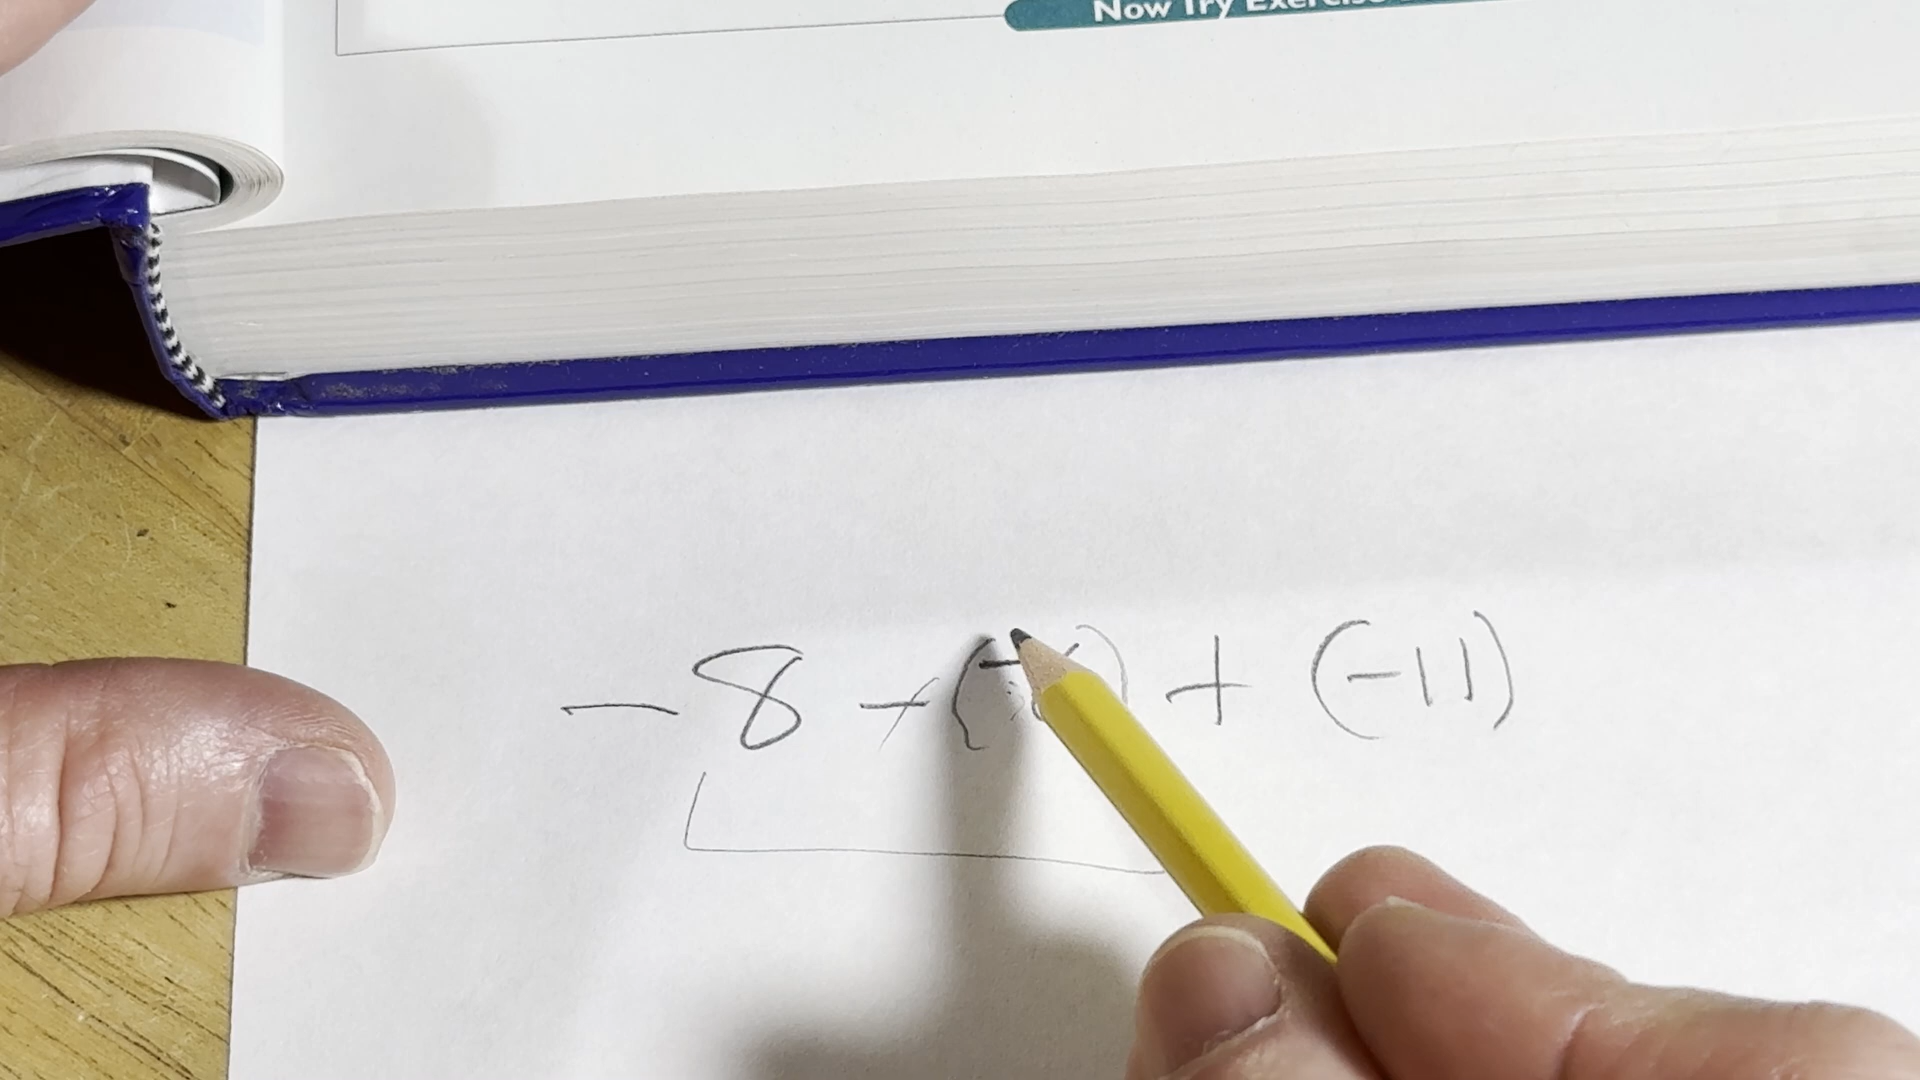 Now Try Exercise
- 8 + (- ) + (-11)